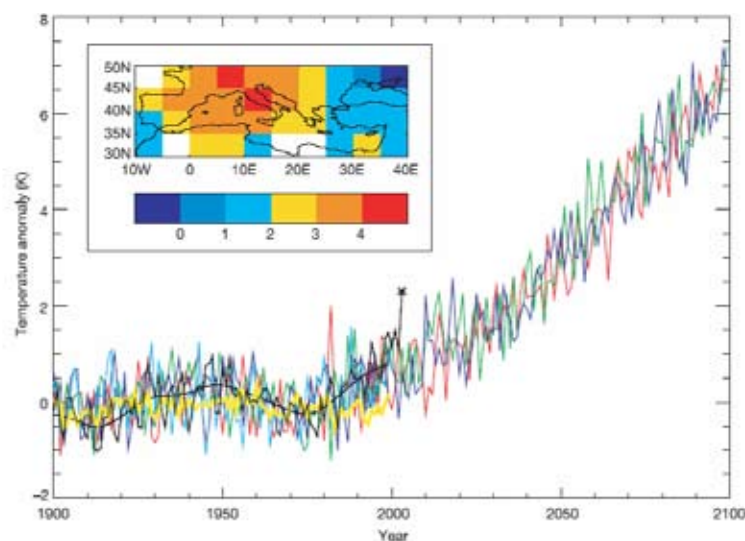 8
6
4
2
0
−2
Temperature anomaly (K)
50N
45N
40N
35N
30N
10W 0 10E 20E 30E 40E
0 1 2 3 4
1900 1950 2000 2050 2100
Year